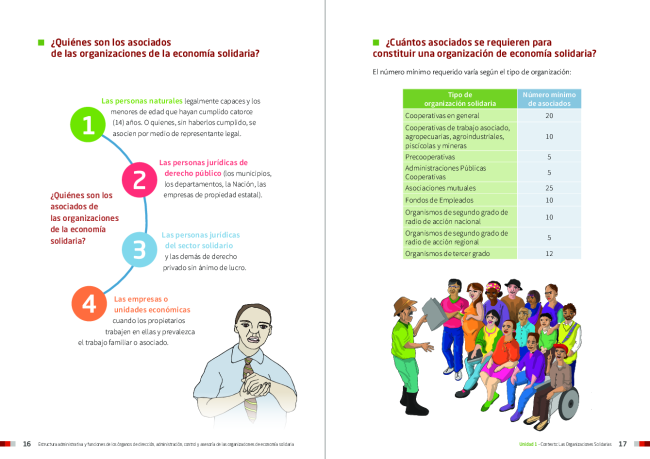 ¿Quiénes son los asociados
de las organizaciones de la economía solidaria?
1
Las personas naturales legalmente capaces y los
menores de edad que hayan cumplido catorce
(14) años. O quienes, sin haberlos cumplido, se
asocien por medio de representante legal.
2
Las personas jurídicas de
derecho público (los municipios,
los departamentos, la Nación, las
empresas de propiedad estatal).
¿Quiénes son los
asociados de
las organizaciones
de la economía
solidaria?
3
Las personas jurídicas
del sector solidario
y las demás de derecho
privado sin ánimo de lucro.
4
Las empresas o
unidades económicas
cuando los propietarios
trabajen en ellas y prevalezca
el trabajo familiar o asociado.
16 Estructura administrativa y funciones de los órganos de dirección, administración, control y asesoría de las organizaciones de economía solidaria
¿Cuántos asociados se requieren para
constituir una organización de economía solidaria?
El número mínimo requerido varía según el tipo de organización:
Tipo de
organización solidaria
Número mínimo
de asociados
Cooperativas en general 20
Cooperativas de trabajo asociado,
agropecuarias, agroindustriales,
piscícolas y mineras
10
Precooperativas 5
Administraciones Públicas
Cooperativas
5
Asociaciones mutuales 25
Fondos de Empleados 10
Organismos de segundo grado de
radio de acción nacional
10
Organismos de segundo grado de
radio de acción regional
5
Organismos de tercer grado 12
Unidad 1 - Contexto: Las Organizaciones Solidarias 17